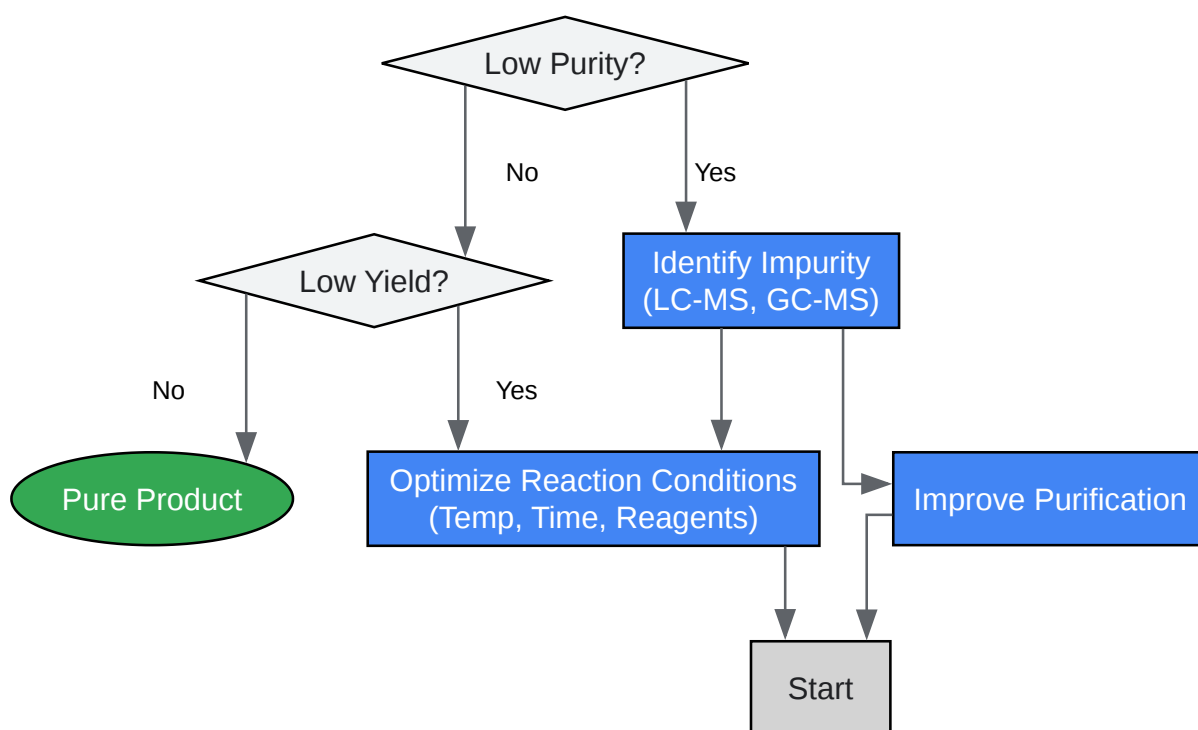 Low Purity?
No
Yes
Low Yield?
Identify Impurity
(LC-MS, GC-MS)
No
Yes
Pure Product
Optimize Reaction Conditions
(Temp, Time, Reagents)
Improve Purification
Start